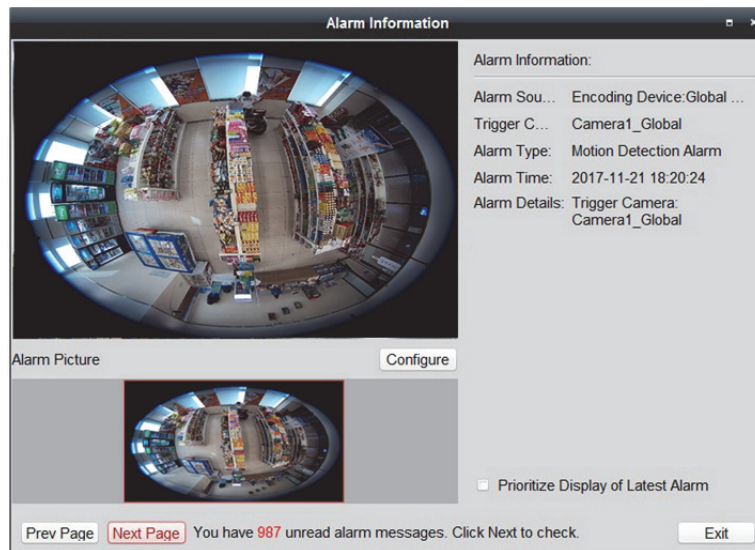 Alarm Information
Alarm Information:
Alarm Sou... Encoding Device:Global ...
Trigger C... Camera1_Global
Alarm Type: Motion Detection Alarm
Alarm Time: 2017-11-21 18:20:24
Alarm Details: Trigger Camera:
Camera1_Global
Alarm Picture
Configure
Prioritize Display of Latest Alarm
Prev Page Next Page You have 987 unread alarm messages. Click Next to check. Exit